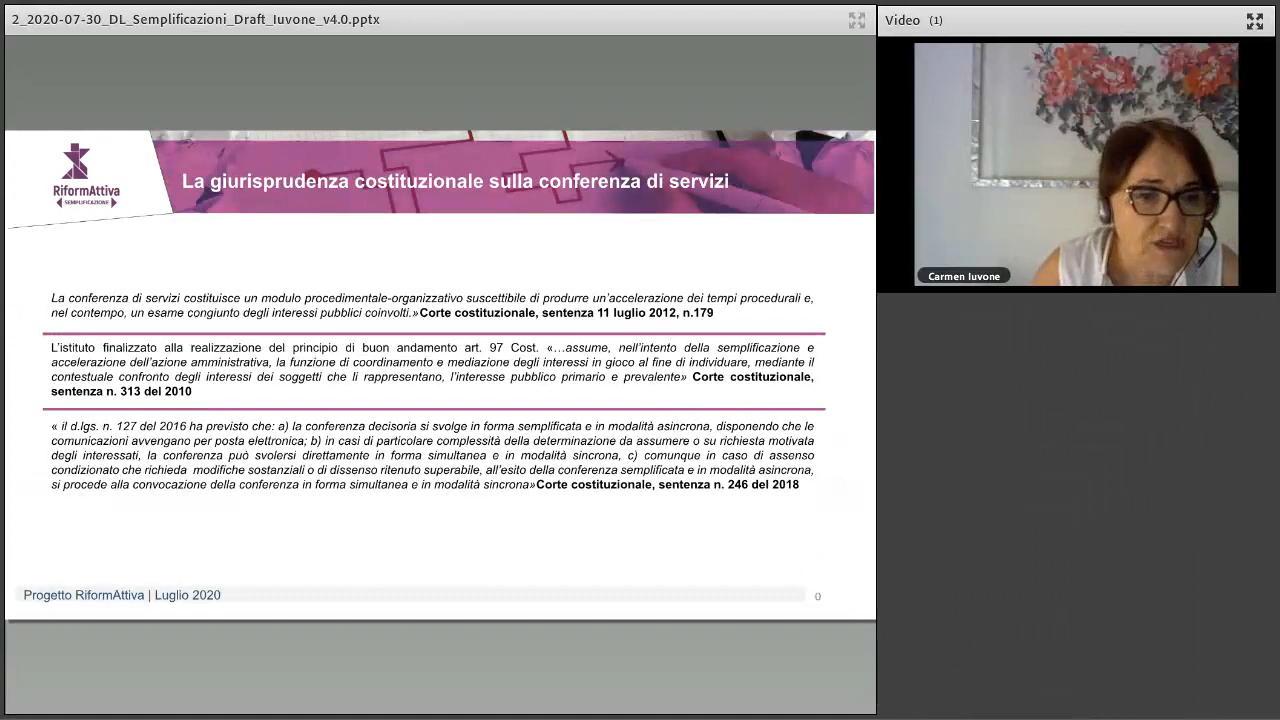 2_2020-07-30_DL_Semplificazioni_Draft_Iuvone_v4.0.pptx
Video (1)
RiformAttiva
SEMPLIFICAZIONE
La giurisprudenza costituzionale sulla conferenza di servizi
Carmen Iuvone
La conferenza di servizi costituisce un modulo procedimentale-organizzativo suscettibile di produrre un’accelerazione dei tempi procedurali e,
nel contempo, un esame congiunto degli interessi pubblici coinvolti.»Corte costituzionale, sentenza 11 luglio 2012, n.179
L’istituto finalizzato alla realizzazione del principio di buon andamento art. 97 Cost. «…assume, nell’intento della semplificazione e
accelerazione dell’azione amministrativa, la funzione di coordinamento e mediazione degli interessi in gioco al fine di individuare, mediante il
contestuale confronto degli interessi dei soggetti che li rappresentano, l’interesse pubblico primario e prevalente» Corte costituzionale,
sentenza n. 313 del 2010
« il d.lgs. n. 127 del 2016 ha previsto che: a) la conferenza decisoria si svolge in forma semplificata e in modalità asincrona, disponendo che le
comunicazioni avvengano per posta elettronica; b) in casi di particolare complessità della determinazione da assumere o su richiesta motivata
degli interessati, la conferenza può svolersi direttamente in forma simultanea e in modalità sincrona, c) comunque in caso di assenso
condizionato che richieda modifiche sostanziali o di dissenso ritenuto superabile, all’esito della conferenza semplificata e in modalità asincrona,
si procede alla convocazione della conferenza in forma simultanea e in modalità sincrona»Corte costituzionale, sentenza n. 246 del 2018
Progetto RiformAttiva | Luglio 2020
0